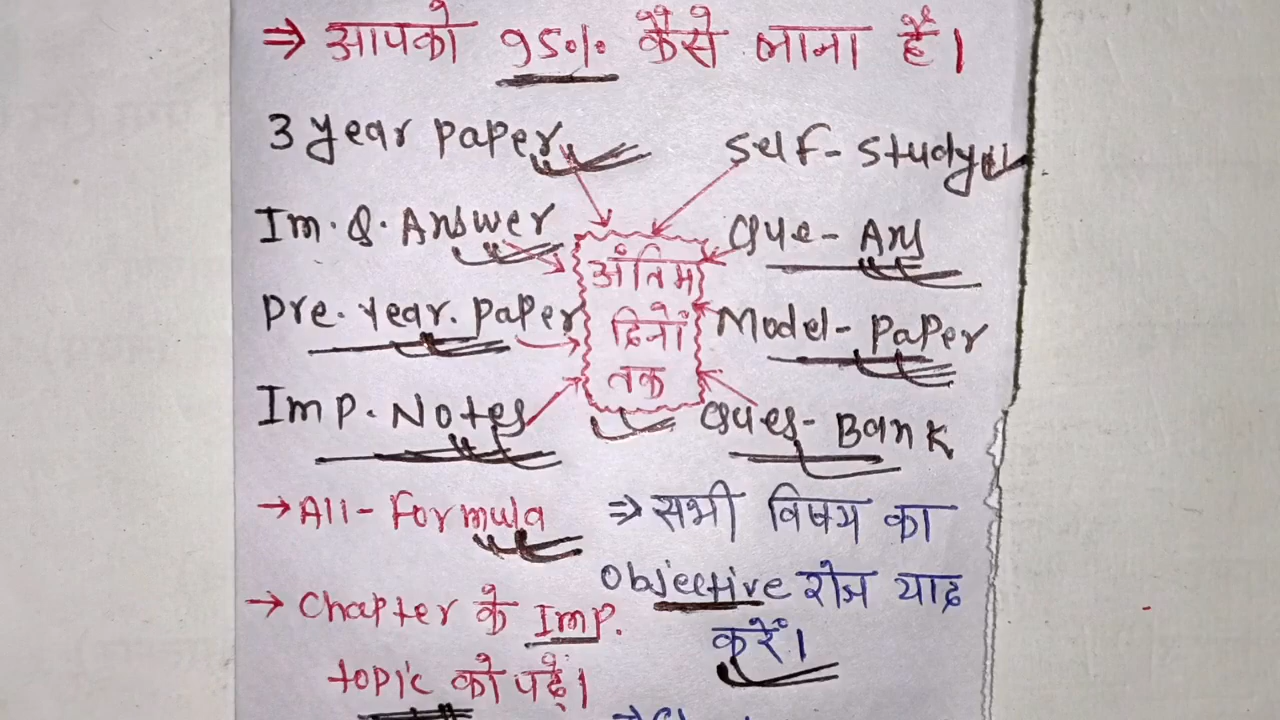 ⇒ आपको 95% कैसे लाना है।
3 year paper
Self-Study
Im. Q. Answer
Que-Ans
अंतिम
Pre. Year. Paper
Model-Paper
दिनों
तक
Imp. Notes
Ques-Bank
→ All-Formula
⇒ सभी विषय का
Objective रोज याद
करें।
→ Chapter के Imp.
topic को पढ़ें।